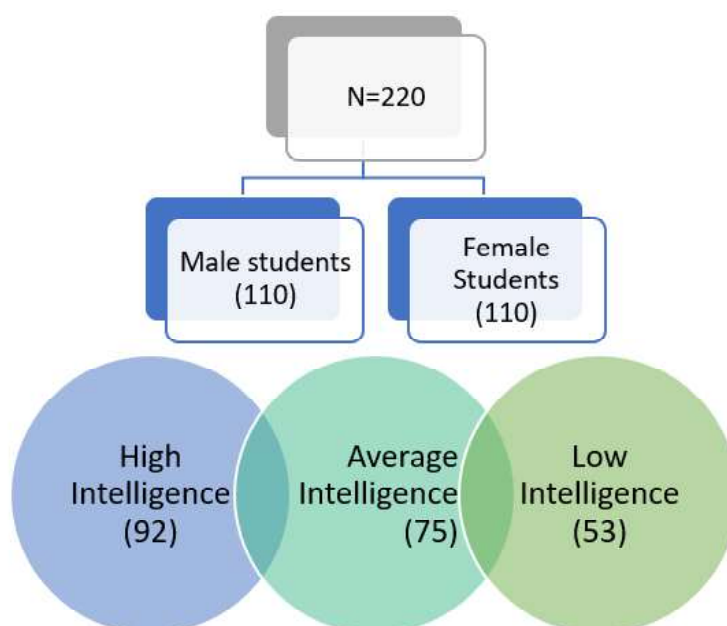 N=220
Male students
(110)
Female
Students
(110)
High
Intelligence
(92)
Average
Intelligence
(75)
Low
Intelligence
(53)